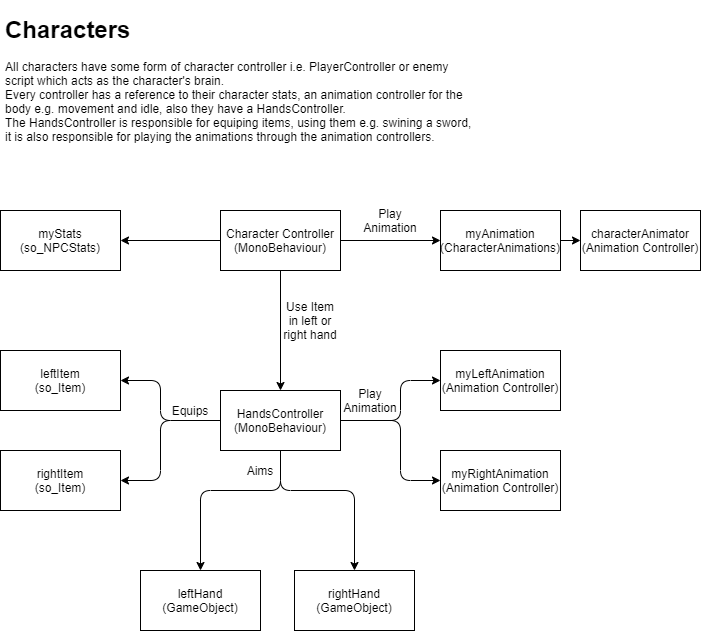 Characters
All characters have some form of character controller i.e. PlayerController or enemy
script which acts as the character's brain.
Every controller has a reference to their character stats, an animation controller for the
body e.g. movement and idle, also they have a HandsController.
The HandsController is responsible for equiping items, using them e.g. swining a sword,
it is also responsible for playing the animations through the animation controllers.
myStats
(so_NPCStats)
Character Controller
(MonoBehaviour)
Play
Animation
myAnimation
(CharacterAnimations)
characterAnimator
(Animation Controller)
Use Item
in left or
right hand
leftItem
(so_Item)
rightItem
(so_Item)
Equips
HandsController
(MonoBehaviour)
Play
Animation
myLeftAnimation
(Animation Controller)
myRightAnimation
(Animation Controller)
Aims
leftHand
(GameObject)
rightHand
(GameObject)